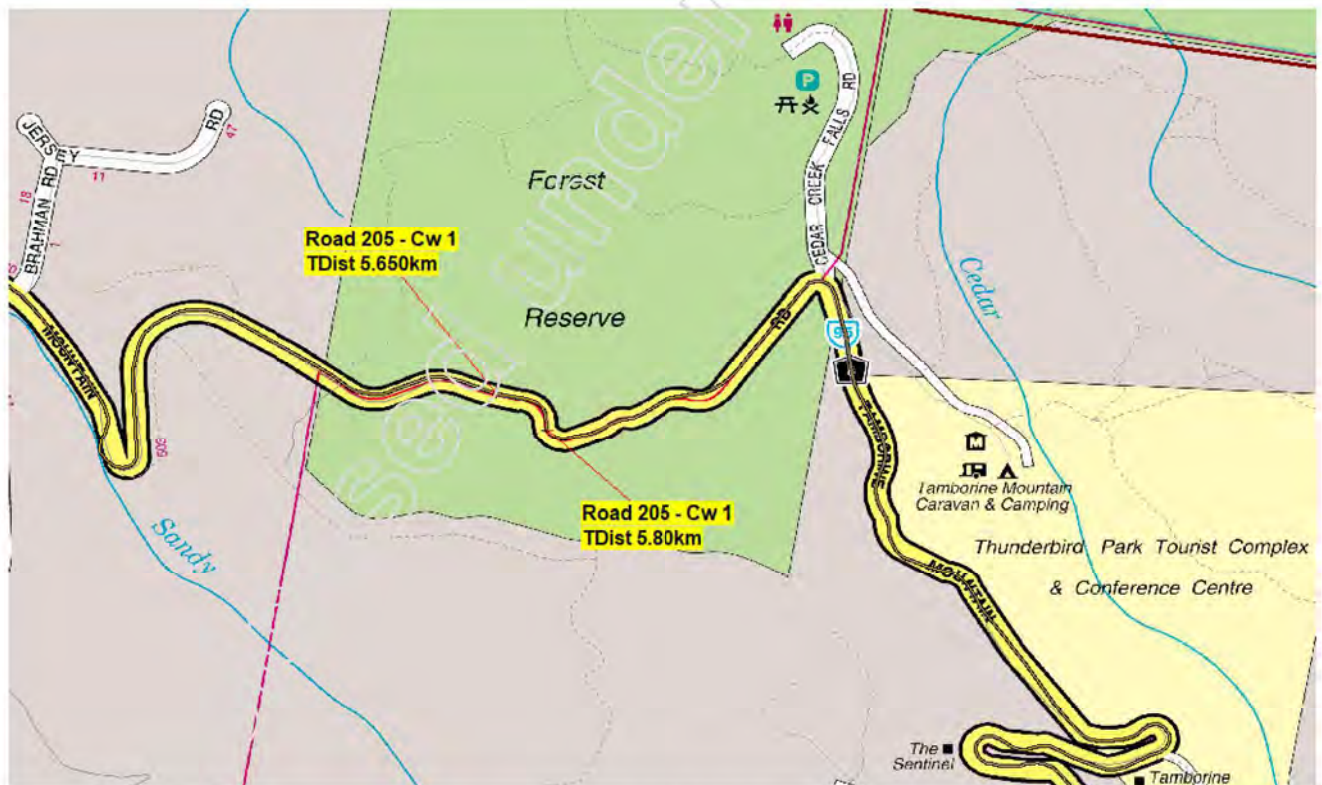 JERSEY RD
47
11
BRAHMAN RD
18
1
MOUNTAIN
509
Sandy
Forest
Reserve
Road 205 - Cw 1
TDist 5.650km
Road 205 - Cw 1
TDist 5.80km
RD
P
CEDAR CREEK FALLS RD
95
TAMBORINE
MOUNTAIN
Cedar
M
Tamborine Mountain
Caravan & Camping
Thunderbird Park Tourist Complex
& Conference Centre
The
Sentinel
Tamborine